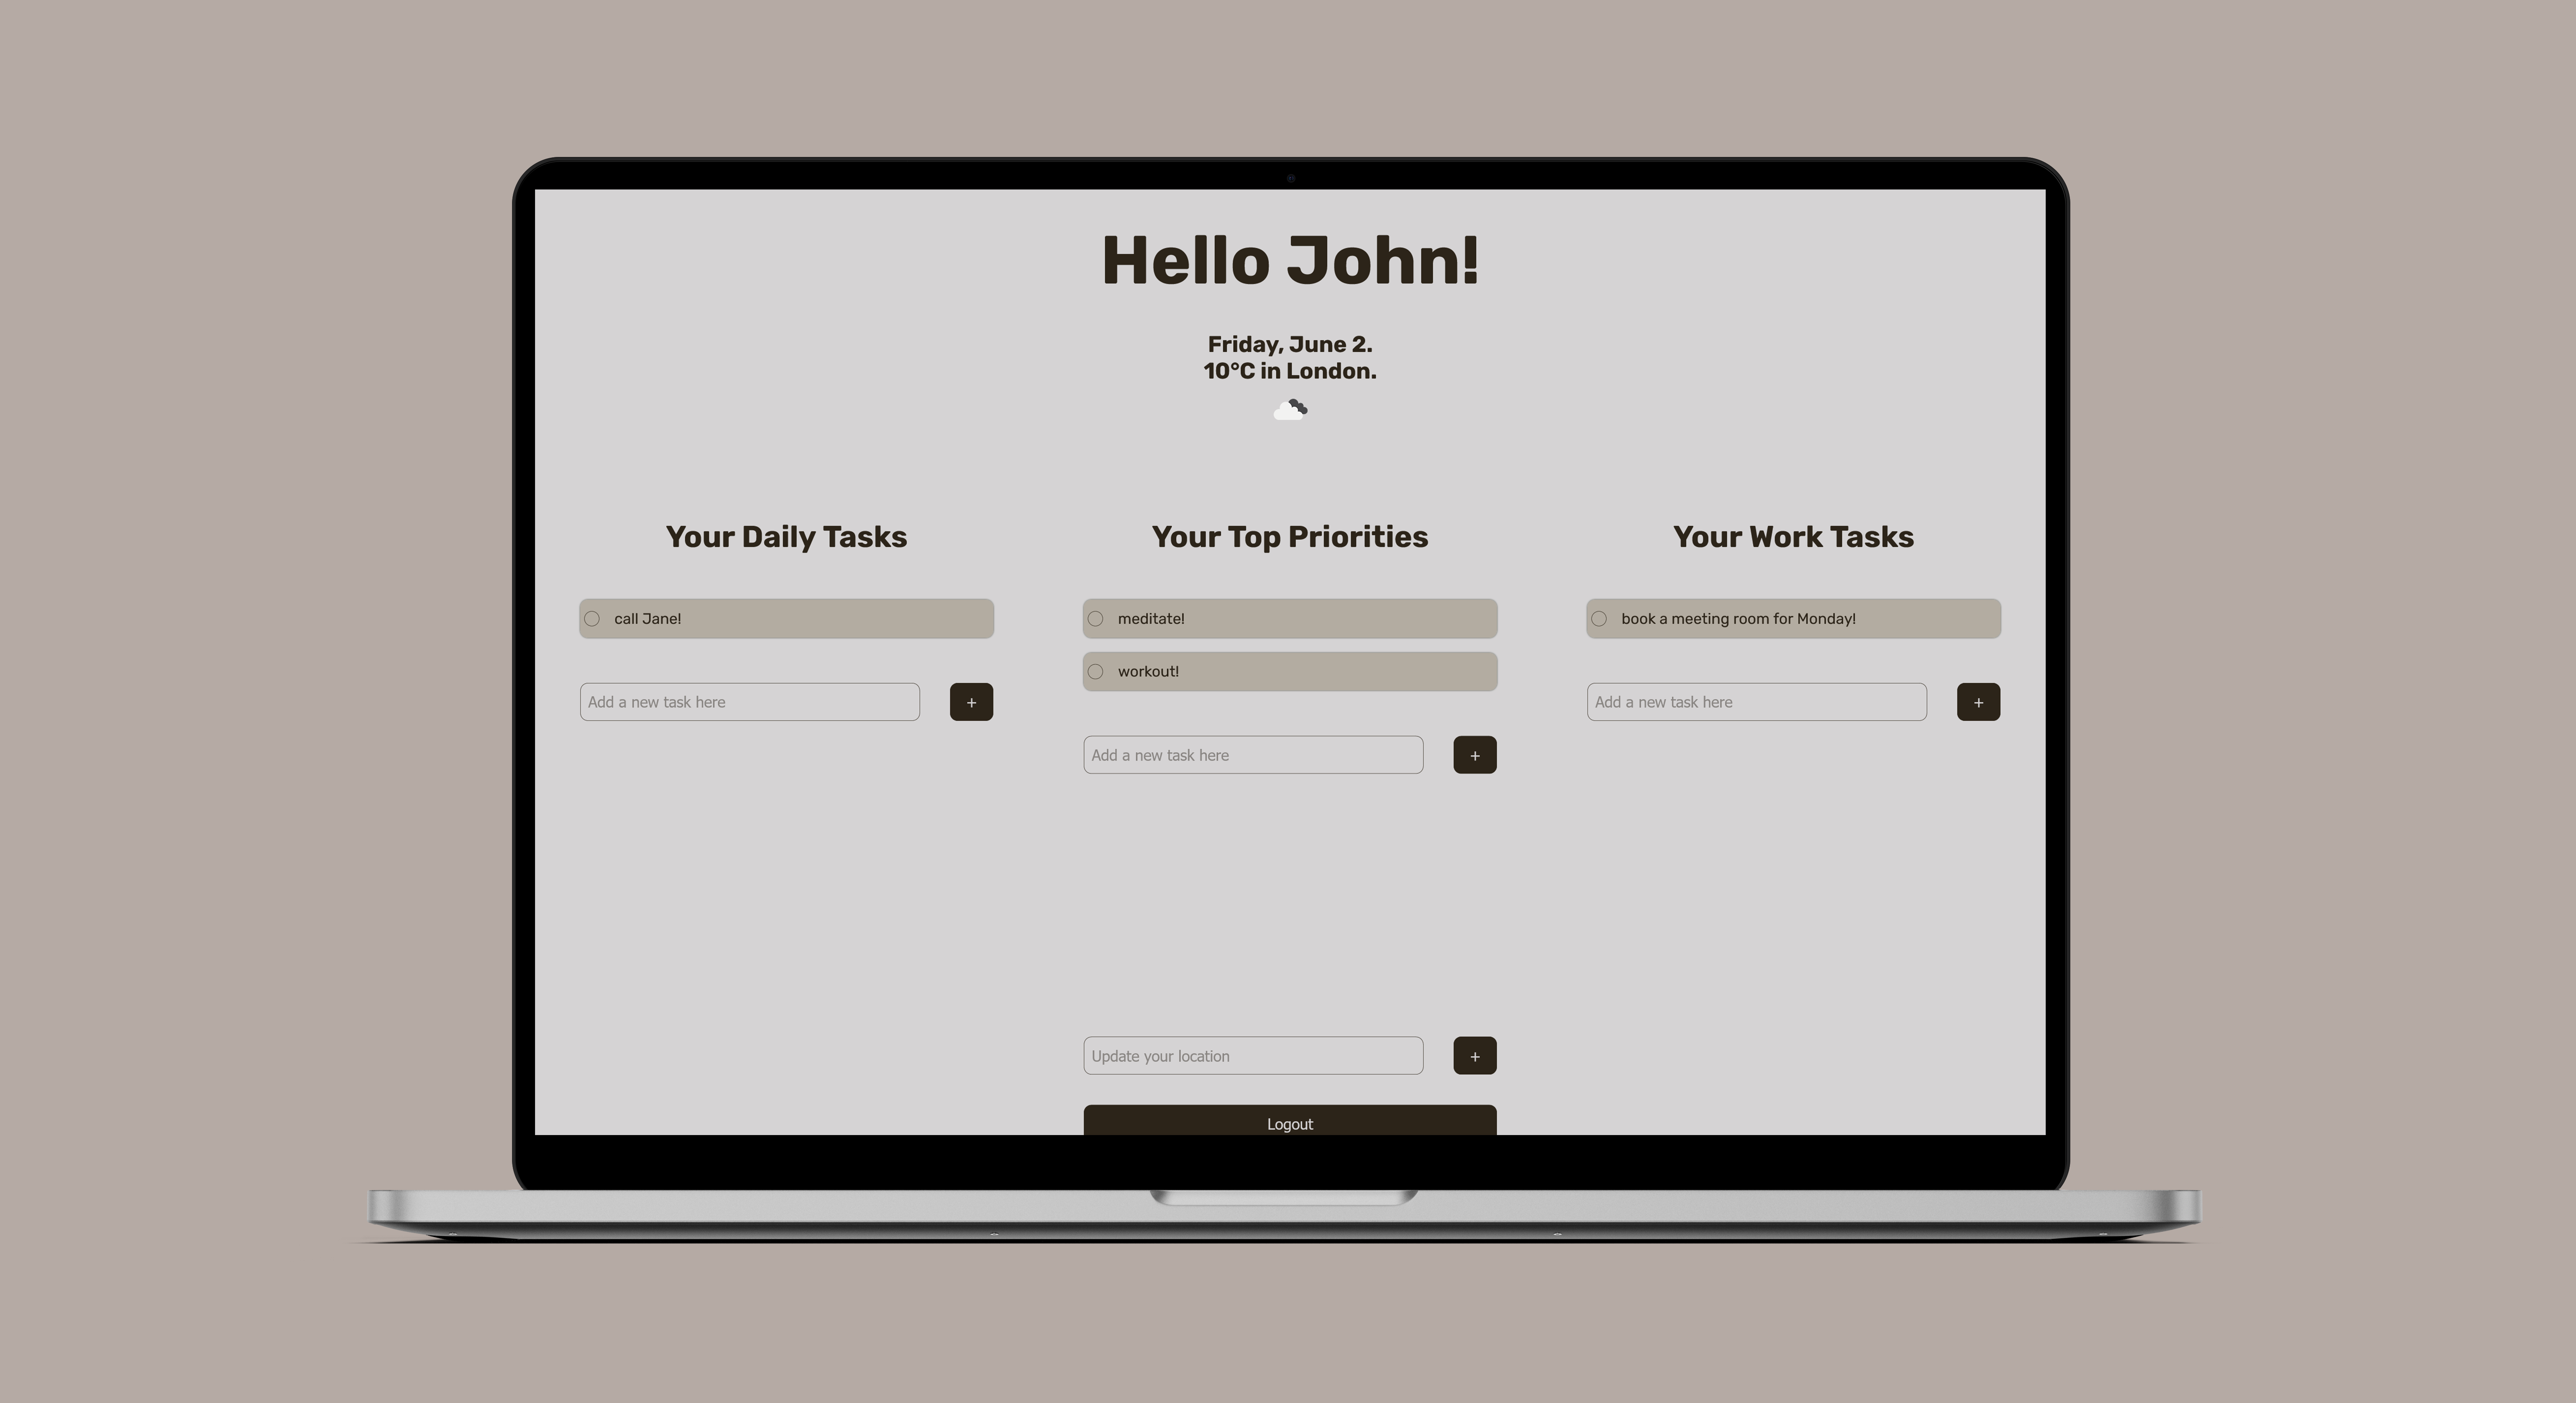 Hello John!
Friday, June 2.
10°C in London.
Your Daily Tasks
call Jane!
Add a new task here
+
Your Top Priorities
meditate!
workout!
Add a new task here
+
Your Work Tasks
book a meeting room for Monday!
Add a new task here
+
Update your location
+
Logout